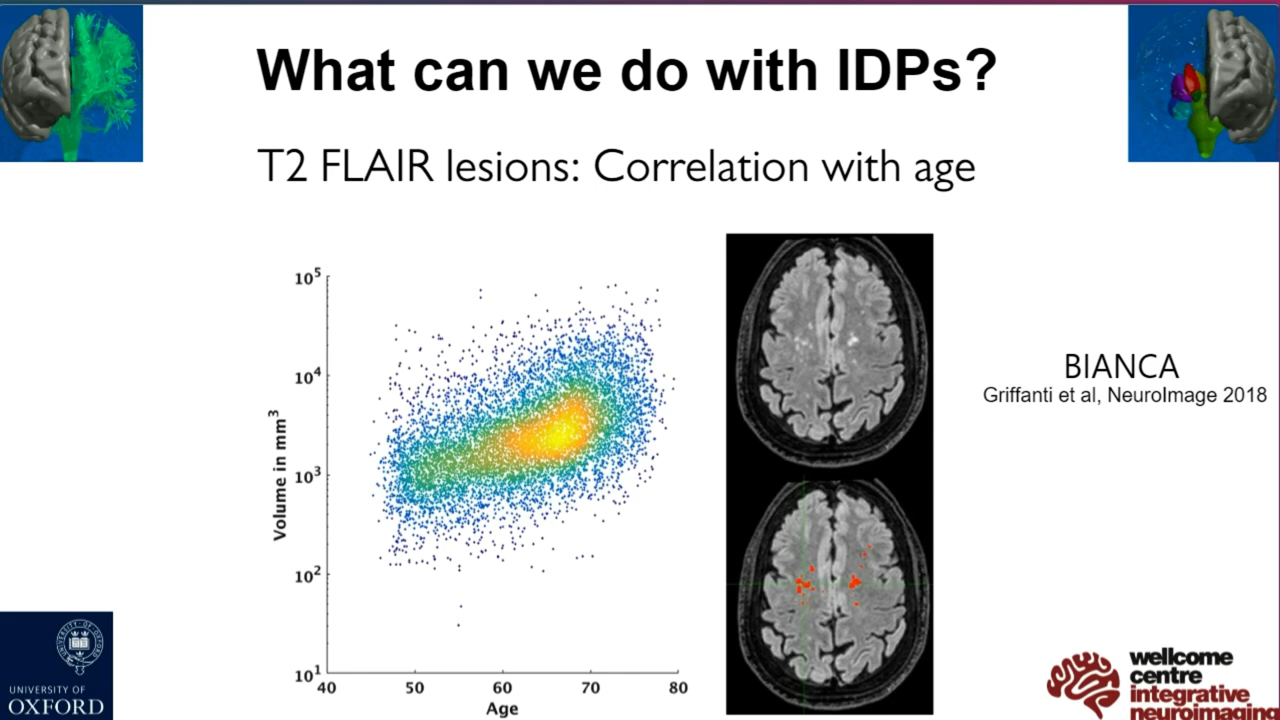 What can we do with IDPs?
T2 FLAIR lesions: Correlation with age
10⁵
10⁴
10³
10²
10¹
Volume in mm³
40 50 60 70 80
Age
BIANCA
Griffanti et al, NeuroImage 2018
UNIVERSITY OF
OXFORD
wellcome
centre
integrative
neuroimaging